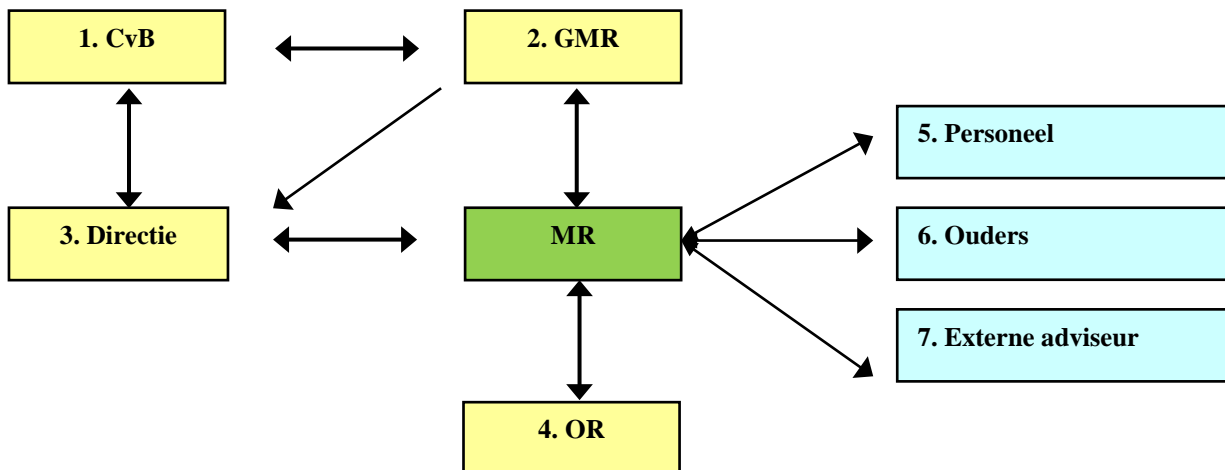 1. CvB
2. GMR
5. Personeel
3. Directie
MR
6. Ouders
7. Externe adviseur
4. OR